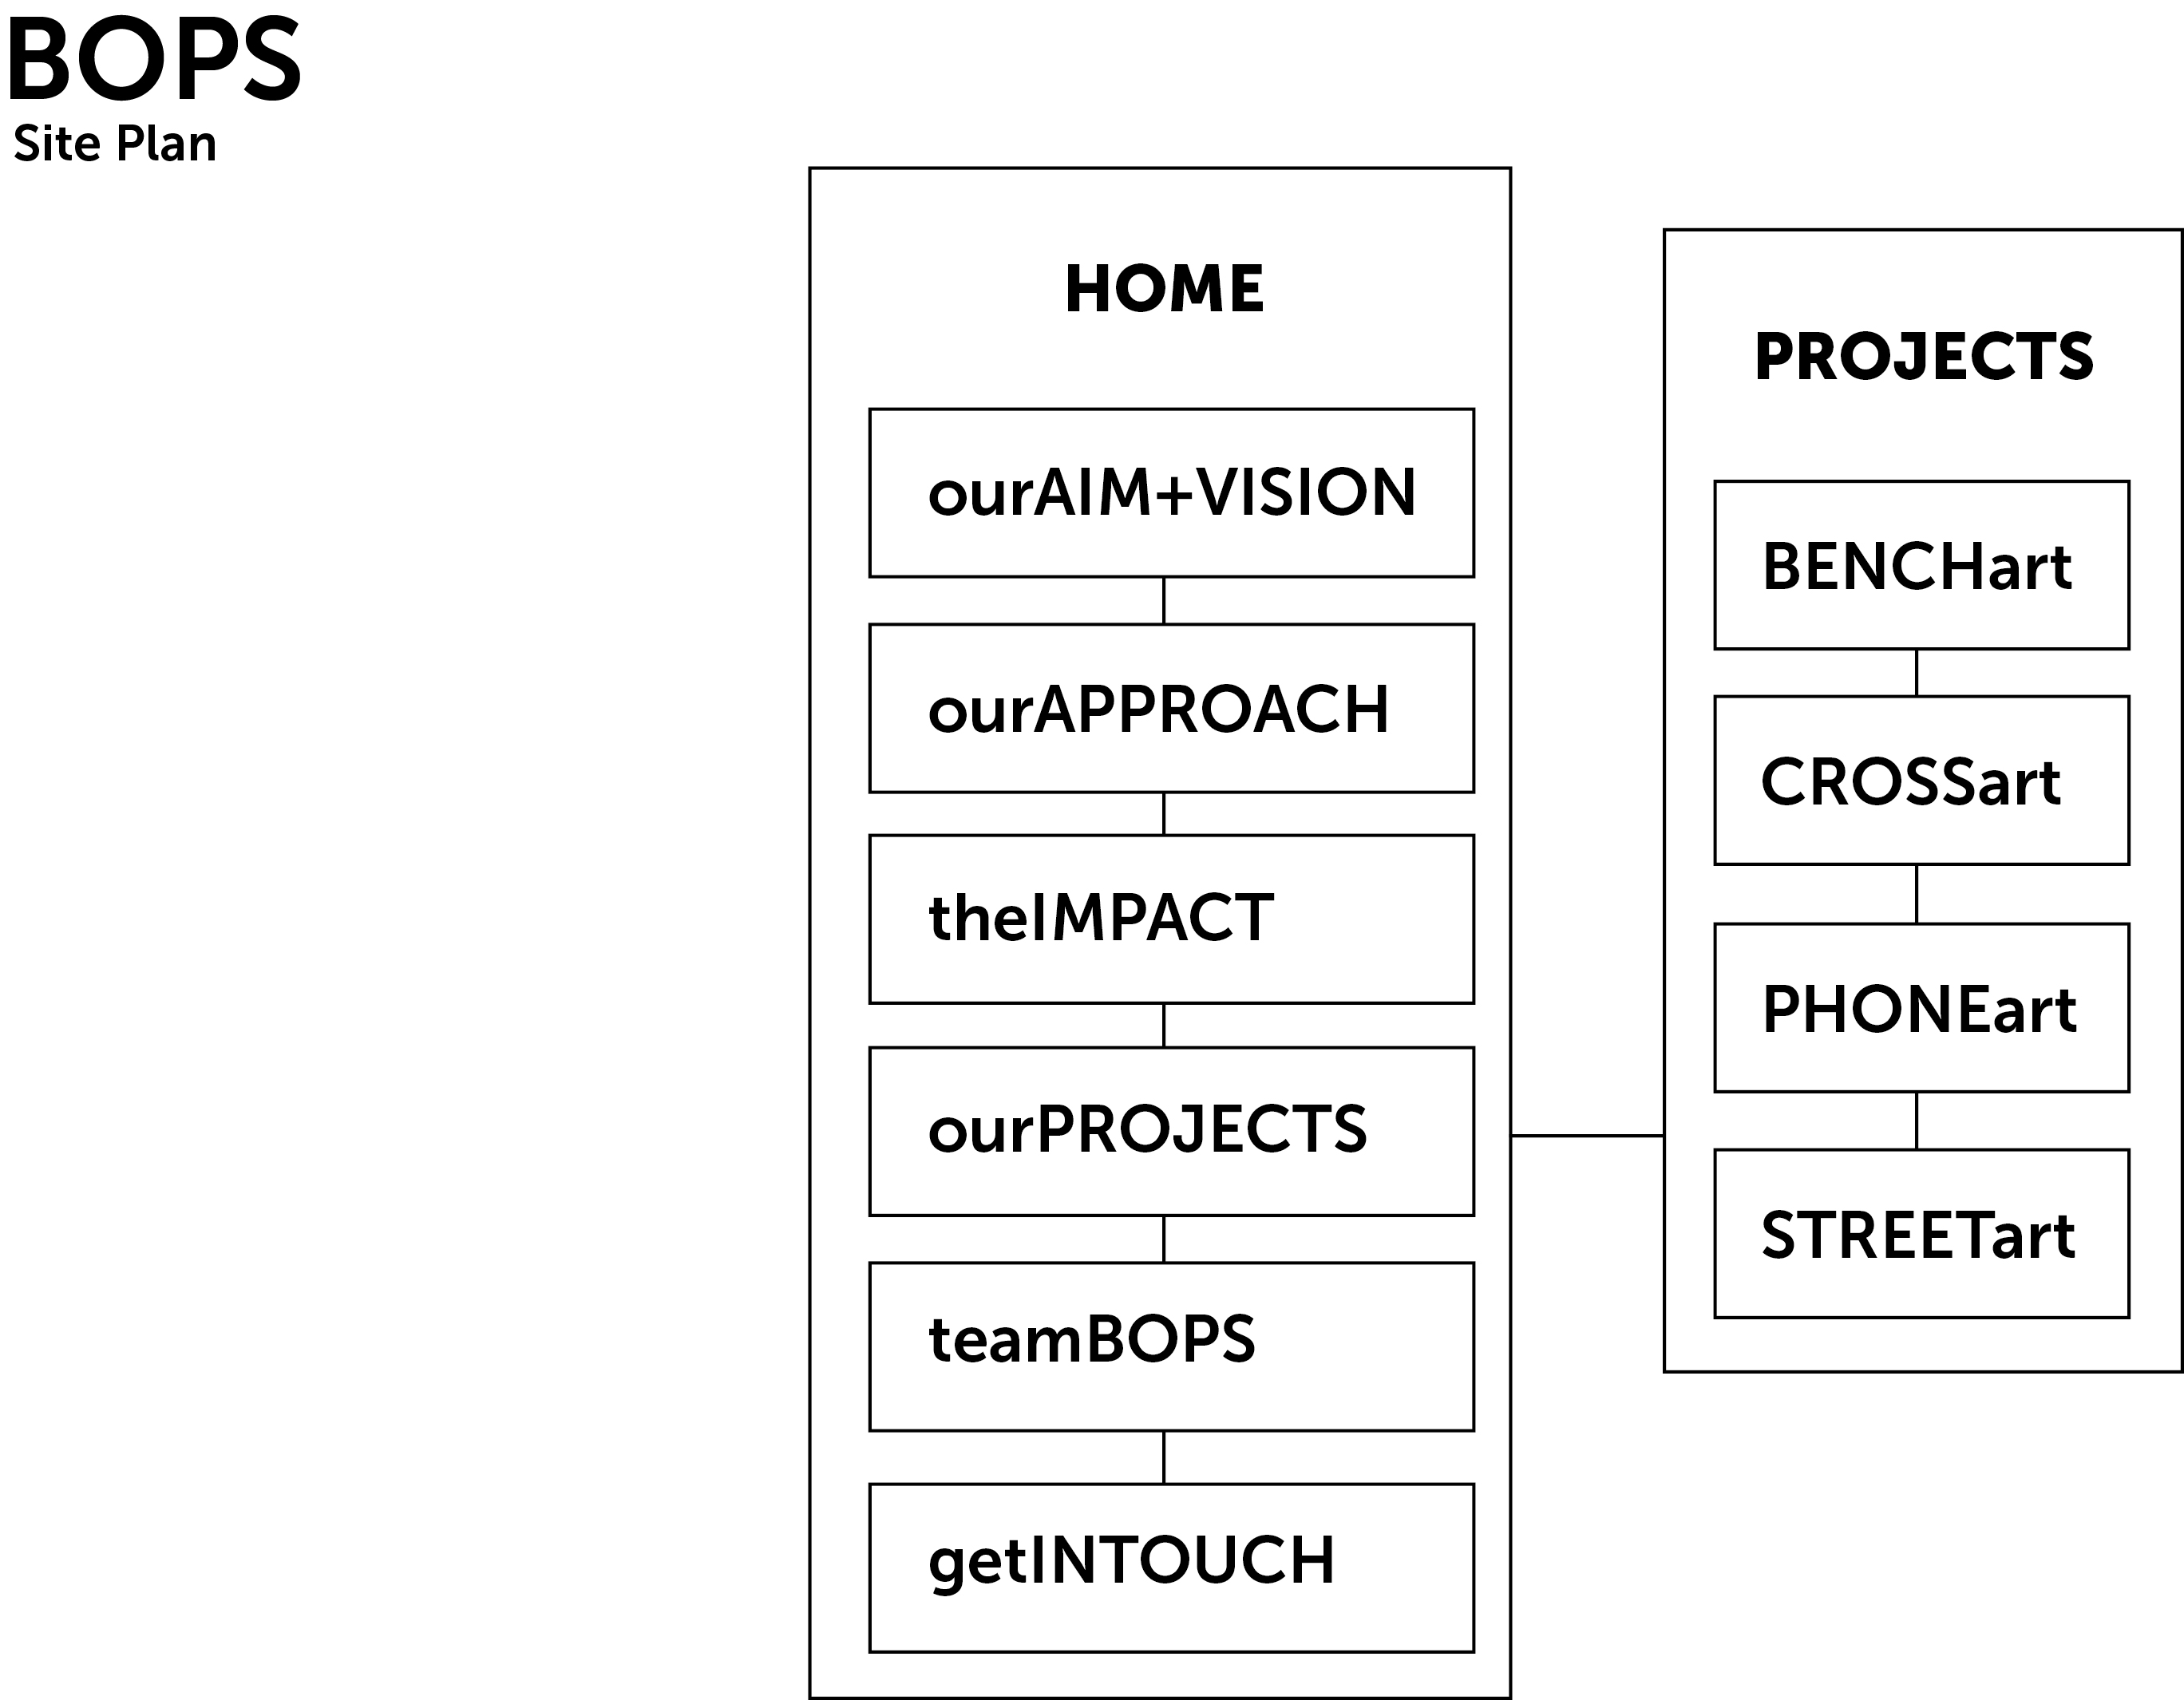 BOPS
Site Plan
HOME
ourAIM+VISION
ourAPPROACH
theIMPACT
ourPROJECTS
teamBOPS
getINTOUCH
PROJECTS
BENCHart
CROSSart
PHONEart
STREETart